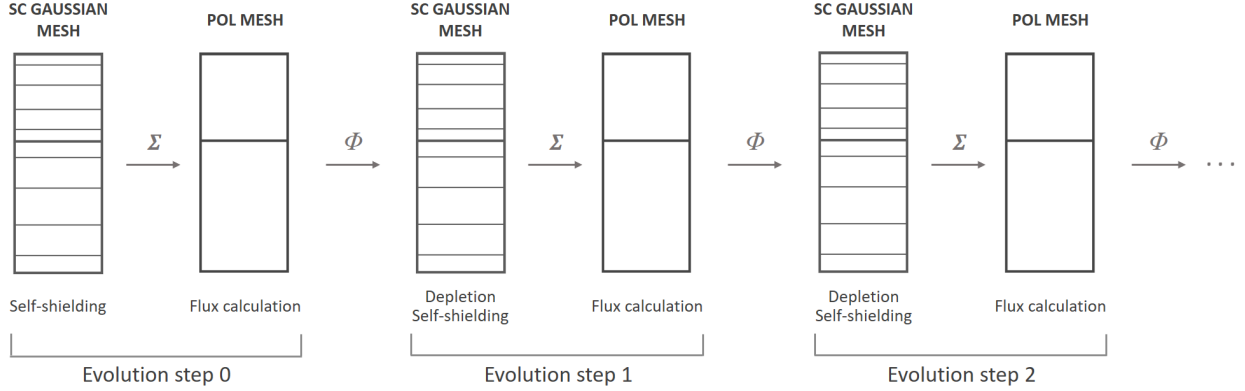 SC GAUSSIAN
MESH
POL MESH
SC GAUSSIAN
MESH
POL MESH
SC GAUSSIAN
MESH
POL MESH
Σ
Φ
Σ
Φ
Σ
Φ
...
Self-shielding
Flux calculation
Depletion
Self-shielding
Flux calculation
Depletion
Self-shielding
Flux calculation
Evolution step 0
Evolution step 1
Evolution step 2